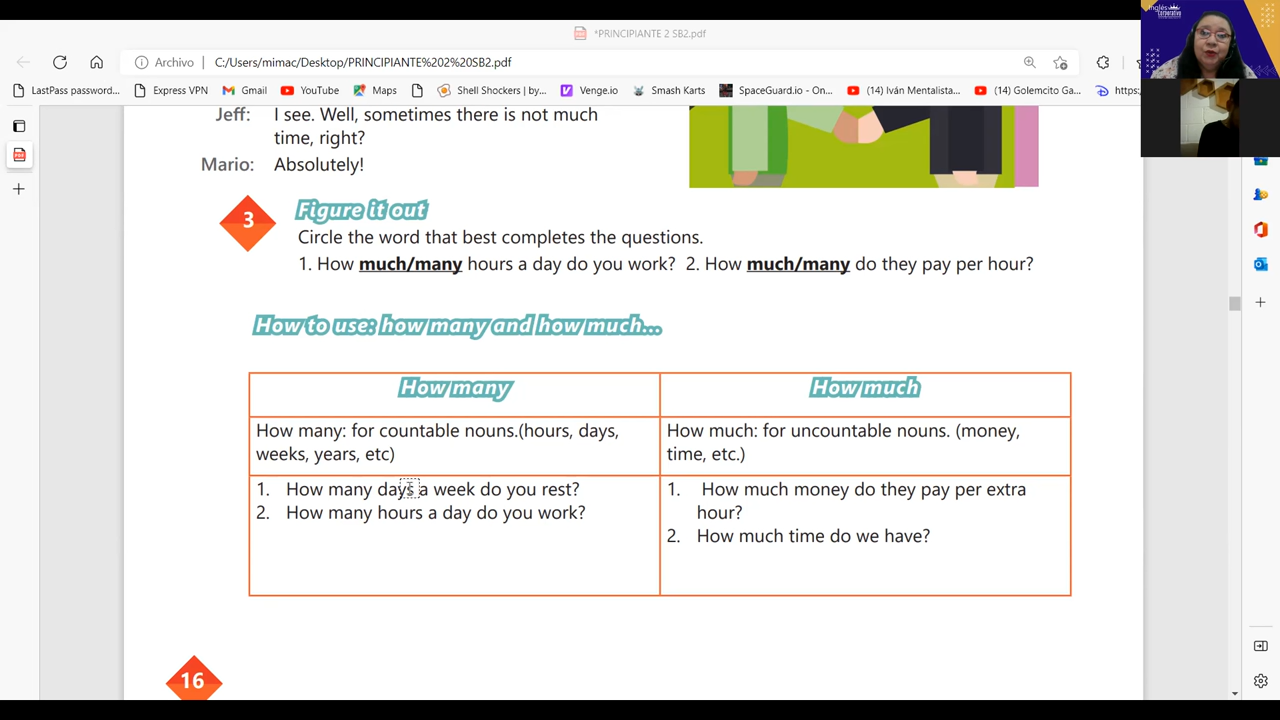 *PRINCIPIANTE 2 SB2.pdf
Archivo C:/Users/mimac/Desktop/PRINCIPIANTE%202%20SB2.pdf
LastPass password... Express VPN Gmail YouTube Maps Shell Shockers | by... Venge.io Smash Karts SpaceGuard.io - On... (14) Iván Mentalista... (14) Golemcito Ga... https:
Inglés
Corporativo
Jeff: I see. Well, sometimes there is not much
time, right?
Mario: Absolutely!
3 Figure it out
Circle the word that best completes the questions.
1. How much/many hours a day do you work? 2. How much/many do they pay per hour?
How to use: how many and how much...
How many
How much
How many: for countable nouns.(hours, days,
weeks, years, etc)
How much: for uncountable nouns. (money,
time, etc.)
1. How many days a week do you rest?
2. How many hours a day do you work?
1. How much money do they pay per extra
hour?
2. How much time do we have?
16